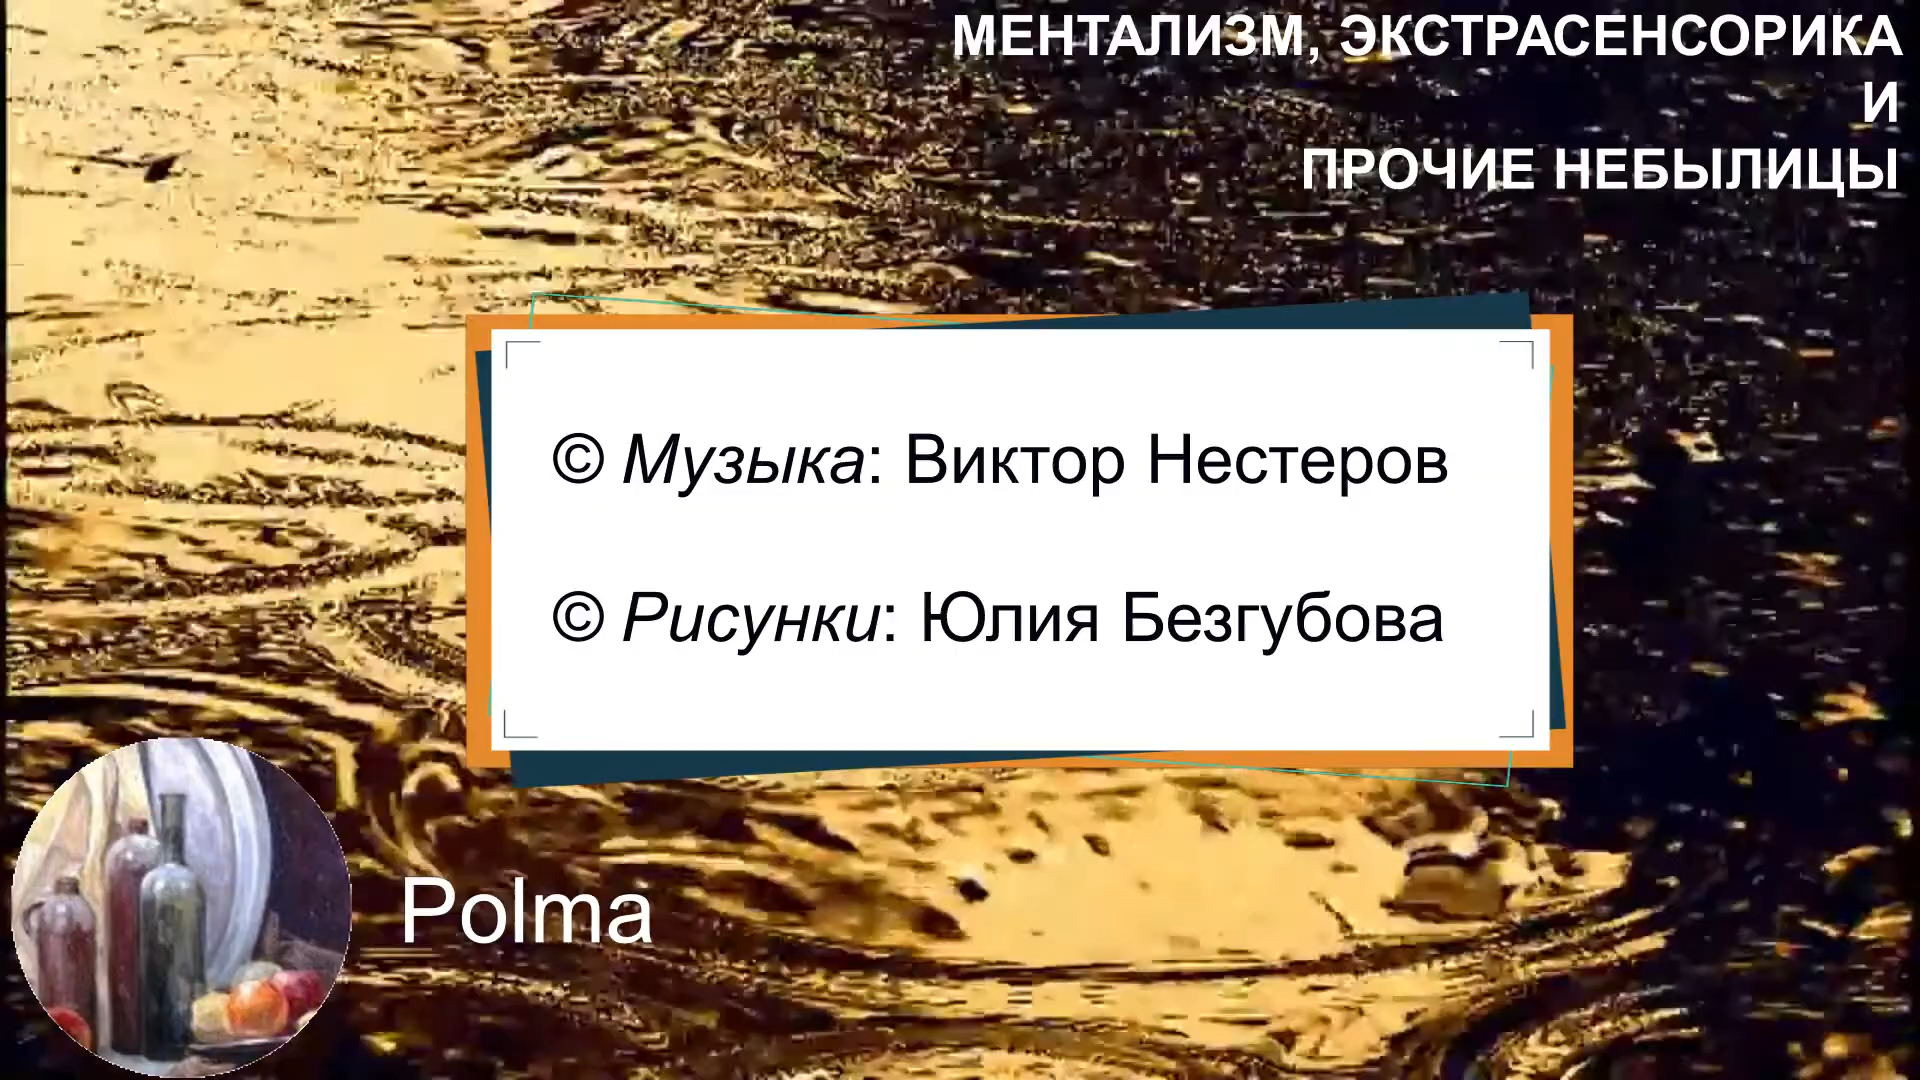 МЕНТАЛИЗМ, ЭКСТРАСЕНСОРИКА
И
ПРОЧИЕ НЕБЫЛИЦЫ
© Музыка: Виктор Нестеров
© Рисунки: Юлия Безгубова
Polma